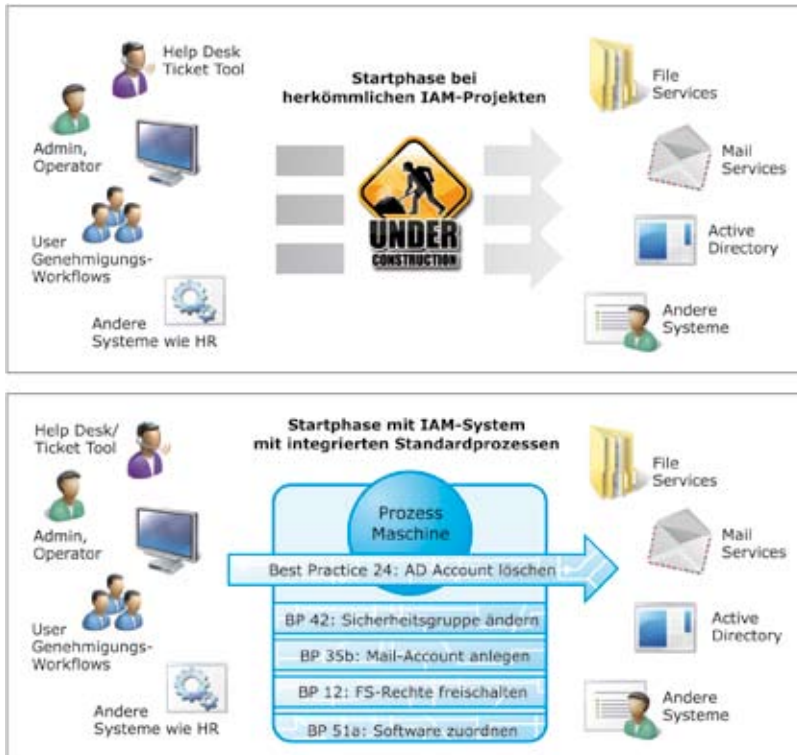 Help Desk
Ticket Tool
Admin,
Operator
User
Genehmigungs-
Workflows
Andere
Systeme wie HR
Startphase bei
herkömmlichen IAM-Projekten
UNDER
CONSTRUCTION
File
Services
Mail
Services
Active
Directory
Andere
Systeme
Help Desk/
Ticket Tool
Admin,
Operator
User
Genehmigungs-
Workflows
Andere
Systeme wie HR
Startphase mit IAM-System
mit integrierten Standardprozessen
Prozess
Maschine
Best Practice 24: AD Account löschen
BP 42: Sicherheitsgruppe ändern
BP 35b: Mail-Account anlegen
BP 12: FS-Rechte freischalten
BP 51a: Software zuordnen
File
Services
Mail
Services
Active
Directory
Andere
Systeme